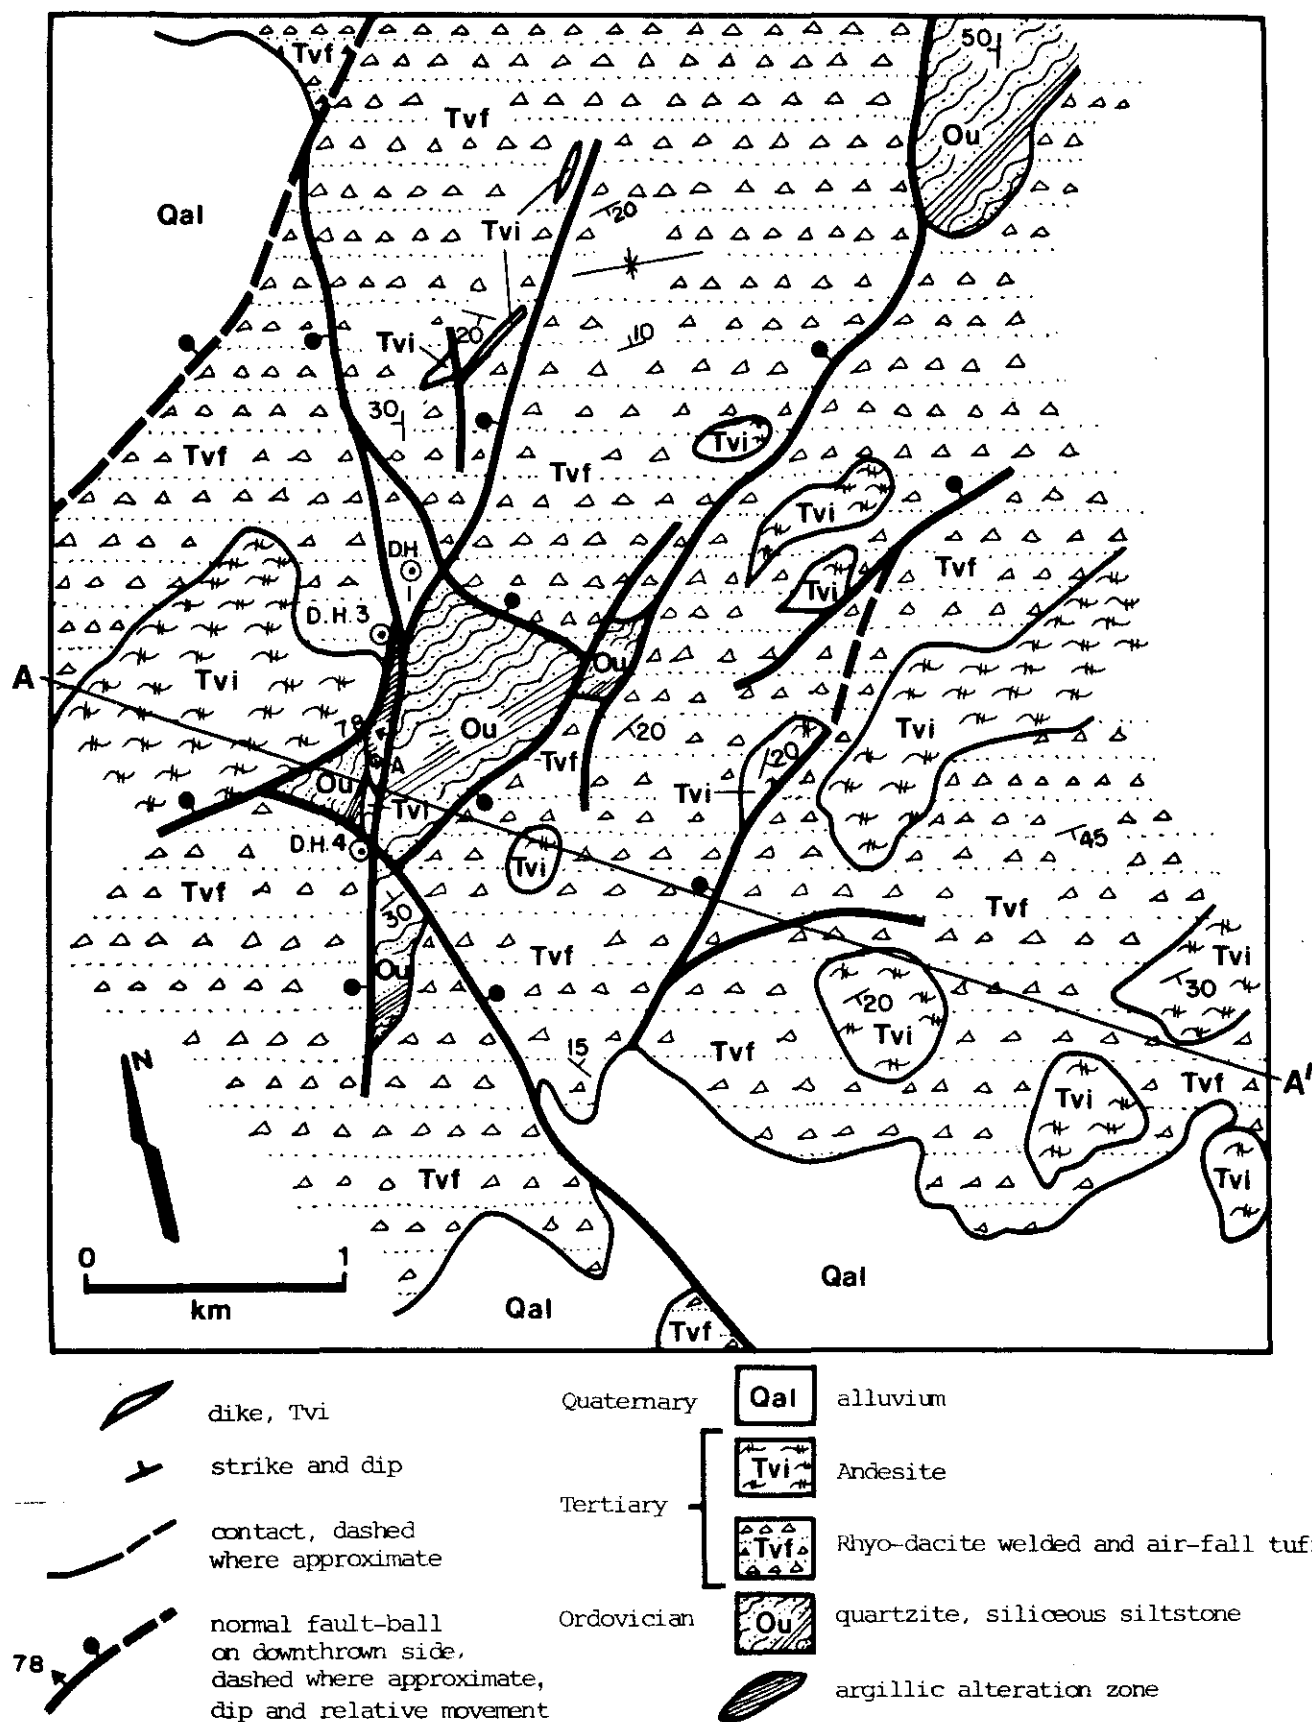 50
Tvf
Tvf
Ou
Qal
20
Tvi
20
Tvi
10
30
Tvi
Tvf
Tvf
Tvi
D.H.
1
Tvi
Tvf
D.H.3
Ou
A
Tvi
78
Ou
20
Tvi
20
A
Tvf
Ou
Tvi
Tvi
45
D.H.4
Tvi
Tvf
30
Tvf
Tvi
Tvf
Ou
20
30
Tvi
15
Tvf
N
Tvf
A'
Tvi
Tvf
Tvi
0 1
km
Qal
Qal
Tvf
dike, Tvi
strike and dip
contact, dashed
where approximate
normal fault-ball
on downthrown side,
dashed where approximate,
dip and relative movement
78
Quaternary
Qal
alluvium
Tvi
Andesite
Tertiary
Tvf
Rhyo-dacite welded and air-fall tuf
Ordovician
Ou
quartzite, siliceous siltstone
argillic alteration zone